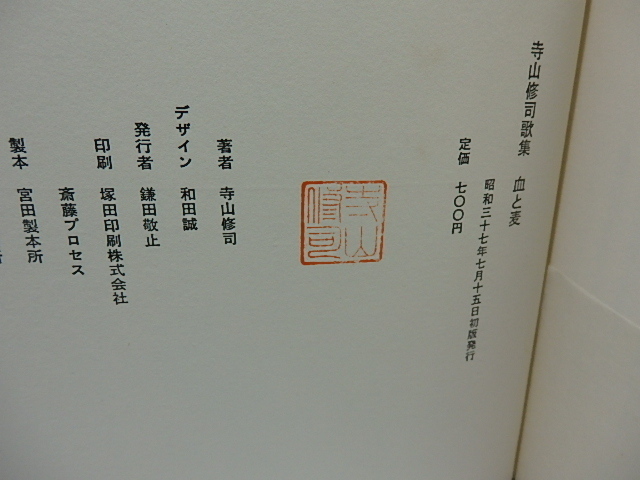 寺山修司歌集　血と麦
昭和三十七年七月十五日初版発行
定価　七〇〇円
寺山
修司
著者　寺山修司
デザイン　和田誠
発行者　鎌田敬止
印刷　塚田印刷株式会社
斎藤プロセス
製本　宮田製本所